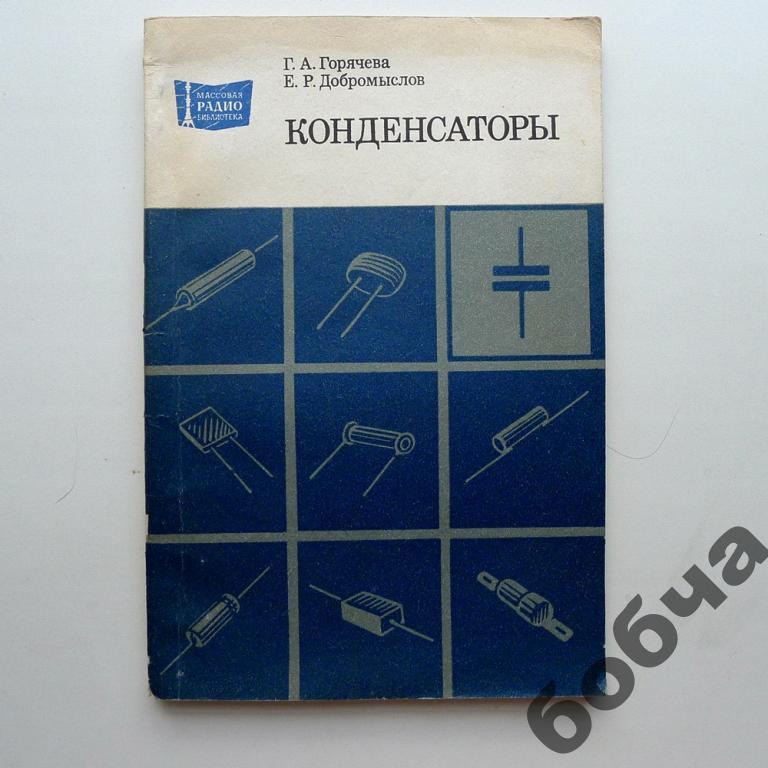 Г. А. Горячева
Е. Р. Добромыслов
МАССОВАЯ
РАДИО
БИБЛИОТЕКА
КОНДЕНСАТОРЫ
бобча